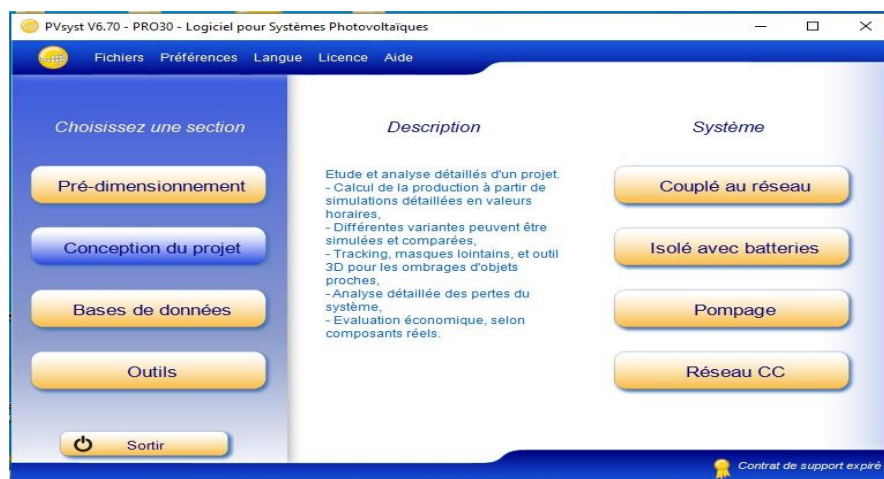 PVsyst V6.70 - PRO30 - Logiciel pour Systèmes Photovoltaïques
Fichiers Préférences Langue Licence Aide
Choisissez une section
Pré-dimensionnement
Conception du projet
Bases de données
Outils
Sortir
Description
Etude et analyse détaillés d'un projet.
- Calcul de la production à partir de
simulations détaillées en valeurs
horaires,
- Différentes variantes peuvent être
simulées et comparées,
- Tracking, masques lointains, et outil
3D pour les ombrages d'objets
proches,
- Analyse détaillée des pertes du
système,
- Evaluation économique, selon
composants réels.
Système
Couplé au réseau
Isolé avec batteries
Pompage
Réseau CC
Contrat de support expiré